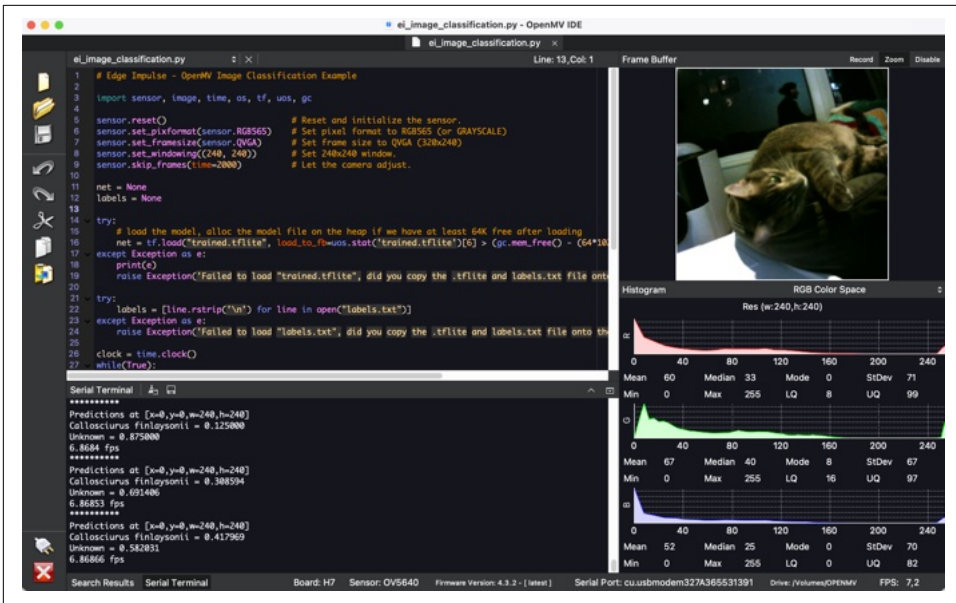 ei_image_classification.py - OpenMV IDE
ei_image_classification.py
ei_image_classification.py Line: 13,Col: 1
1 # Edge Impulse - OpenMV Image Classification Example
2
3 import sensor, image, time, os, tf, uos, gc
4
5 sensor.reset() # Reset and initialize the sensor.
6 sensor.set_pixformat(sensor.RGB565) # Set pixel format to RGB565 (or GRAYSCALE)
7 sensor.set_framesize(sensor.QVGA) # Set frame size to QVGA (320x240)
8 sensor.set_windowing((240, 240)) # Set 240x240 window.
9 sensor.skip_frames(time=2000) # Let the camera adjust.
10
11 net = None
12 labels = None
13
14 try:
15 # load the model, alloc the model file on the heap if we have at least 64K free after loading
16 net = tf.load("trained.tflite", load_to_fb=uos.stat('trained.tflite')[6] > (gc.mem_free() - (64*10
17 except Exception as e:
18 print(e)
19 raise Exception('Failed to load "trained.tflite", did you copy the .tflite and labels.txt file ont
20
21 try:
22 labels = [line.rstrip('\n') for line in open("labels.txt")]
23 except Exception as e:
24 raise Exception('Failed to load "labels.txt", did you copy the .tflite and labels.txt file onto th
25
26 clock = time.clock()
27 while(True):
Serial Terminal
**********
Predictions at [x=0,y=0,w=240,h=240]
Callosciurus finlaysonii = 0.125000
Unknown = 0.875000
6.8684 fps
**********
Predictions at [x=0,y=0,w=240,h=240]
Callosciurus finlaysonii = 0.308594
Unknown = 0.691406
6.86853 fps
**********
Predictions at [x=0,y=0,w=240,h=240]
Callosciurus finlaysonii = 0.417969
Unknown = 0.582031
6.86866 fps
Frame Buffer Record Zoom Disable
Histogram RGB Color Space
Res (w:240,h:240)
R
0 40 80 120 160 200 240
Mean 60 Median 33 Mode 0 StDev 71
Min 0 Max 255 LQ 8 UQ 99
G
0 40 80 120 160 200 240
Mean 67 Median 40 Mode 8 StDev 67
Min 0 Max 255 LQ 16 UQ 97
B
0 40 80 120 160 200 240
Mean 52 Median 25 Mode 0 StDev 70
Min 0 Max 255 LQ 0 UQ 82
Search Results Serial Terminal Board: H7 Sensor: OV5640 Firmware Version: 4.3.2 - [ latest ] Serial Port: cu.usbmodem327A365531391 Drive: /Volumes/OPENMV FPS: 7,2